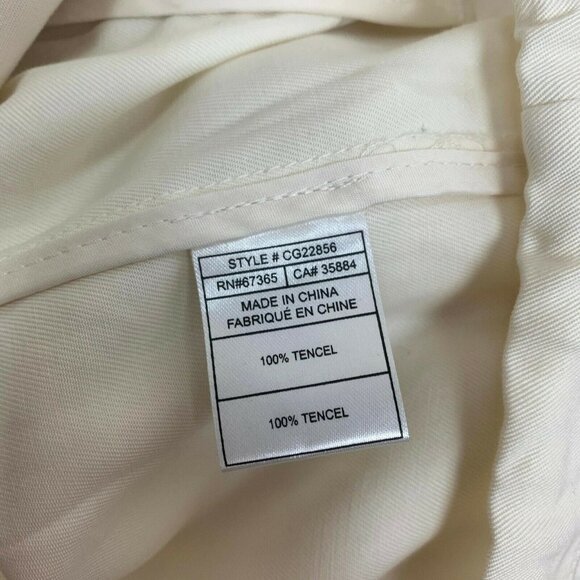 STYLE # CG22856
RN#67365 CA# 35884
MADE IN CHINA
FABRIQUÉ EN CHINE
100% TENCEL
100% TENCEL